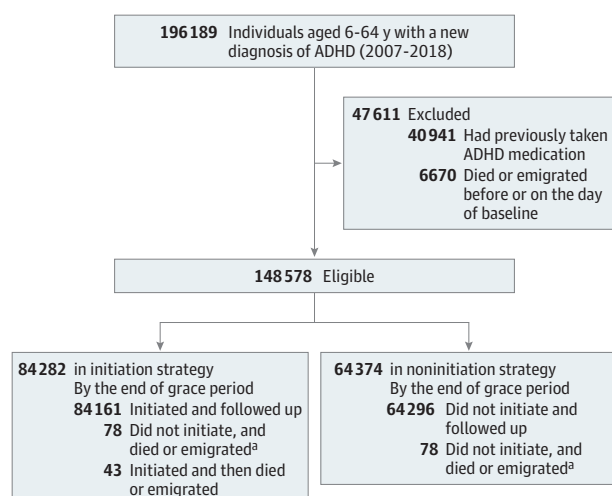 196189 Individuals aged 6-64 y with a new
diagnosis of ADHD (2007-2018)
47611 Excluded
40941 Had previously taken
ADHD medication
6670 Died or emigrated
before or on the day
of baseline
148578 Eligible
84282 in initiation strategy
By the end of grace period
84161 Initiated and followed up
78 Did not initiate, and
died or emigratedª
43 Initiated and then died
or emigrated
64374 in noninitiation strategy
By the end of grace period
64296 Did not initiate and
followed up
78 Did not initiate, and
died or emigratedª